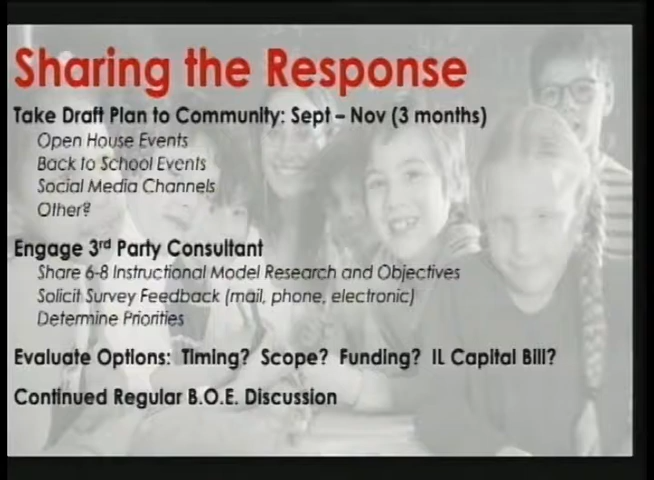 Sharing the Response
Take Draft Plan to Community: Sept – Nov (3 months)
Open House Events
Back to School Events
Social Media Channels
Other?
Engage 3rd Party Consultant
Share 6-8 Instructional Model Research and Objectives
Solicit Survey Feedback (mail, phone, electronic)
Determine Priorities
Evaluate Options: Timing? Scope? Funding? IL Capital Bill?
Continued Regular B.O.E. Discussion